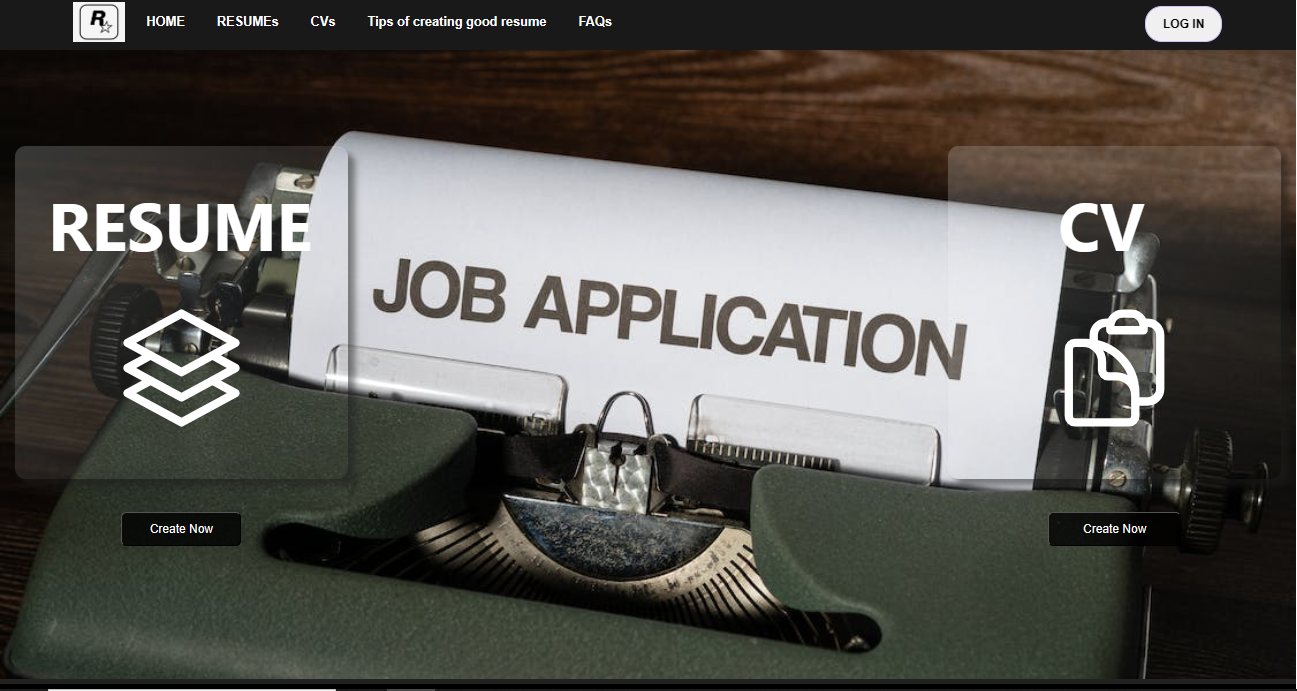 R
HOME RESUMEs CVs Tips of creating good resume FAQs LOG IN
RESUME CV
JOB APPLICATION
Create Now Create Now